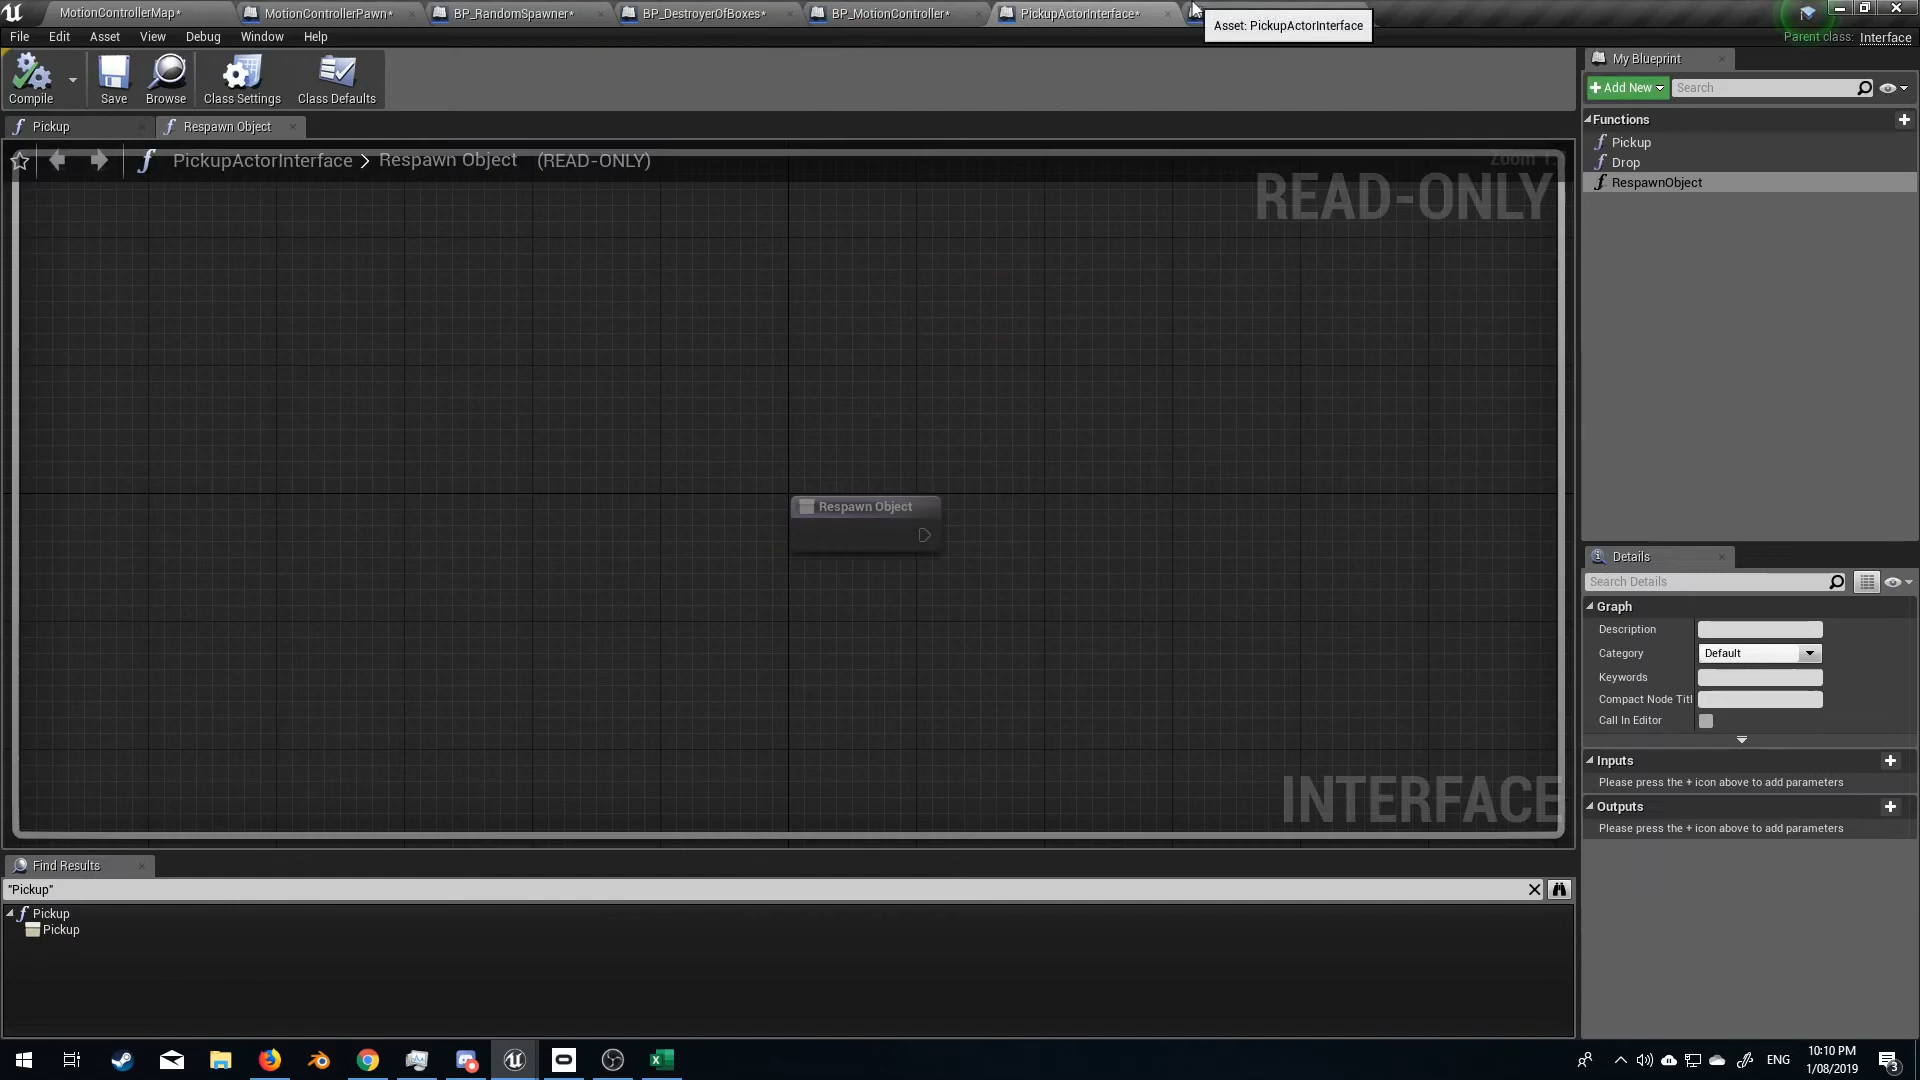 MotionControllerMap*
MotionControllerPawn*
BP_RandomSpawner*
BP_DestroyerOfBoxes*
BP_MotionController*
PickupActorInterface*
Asset: PickupActorInterface
File Edit Asset View Debug Window Help
Parent class: Interface
Compile
Save
Browse
Class Settings
Class Defaults
My Blueprint
Add New
Search
Pickup
Respawn Object
Functions
Pickup
Drop
RespawnObject
PickupActorInterface > Respawn Object (READ-ONLY)
READ-ONLY
Respawn Object
INTERFACE
Details
Search Details
Graph
Description
Category
Default
Keywords
Compact Node Titl
Call In Editor
Inputs
Please press the + icon above to add parameters
Outputs
Please press the + icon above to add parameters
Find Results
"Pickup"
Pickup
Pickup
ENG
10:10 PM
1/08/2019
3